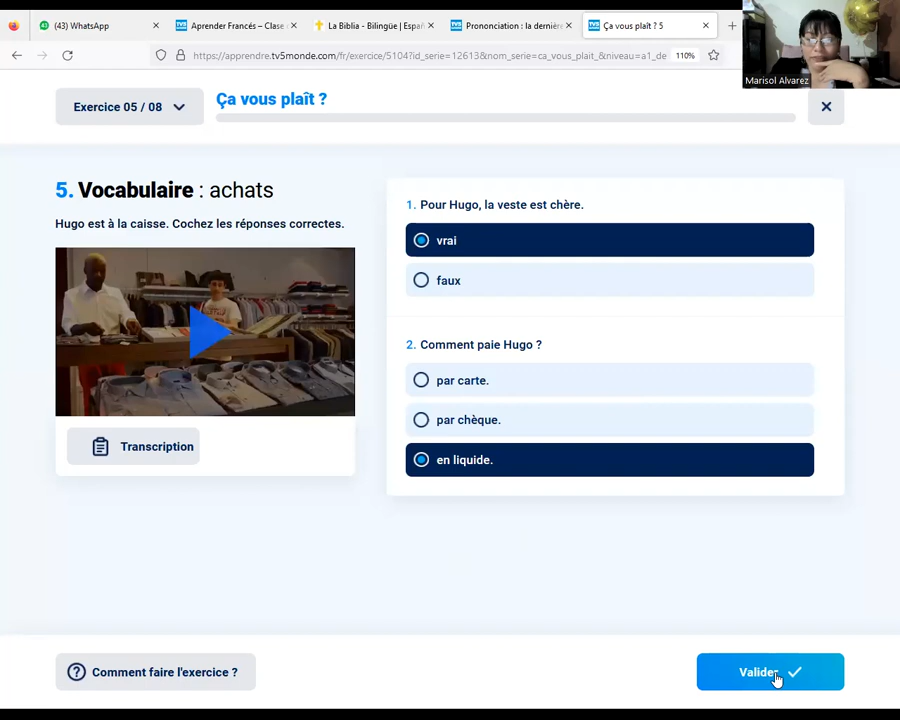 (43) WhatsApp
Aprender Francés – Clase
La Biblia - Bilingüe | Españ
Prononciation : la dernière
Ça vous plaît ? 5
https://apprendre.tv5monde.com/fr/exercice/5104?id_serie=12613&nom_serie=ca_vous_plait_&niveau=a1_de
110%
Marisol Alvarez
Exercice 05 / 08
Ça vous plaît ?
5. Vocabulaire : achats
Hugo est à la caisse. Cochez les réponses correctes.
Transcription
1. Pour Hugo, la veste est chère.
vrai
faux
2. Comment paie Hugo ?
par carte.
par chèque.
en liquide.
Comment faire l'exercice ?
Valider